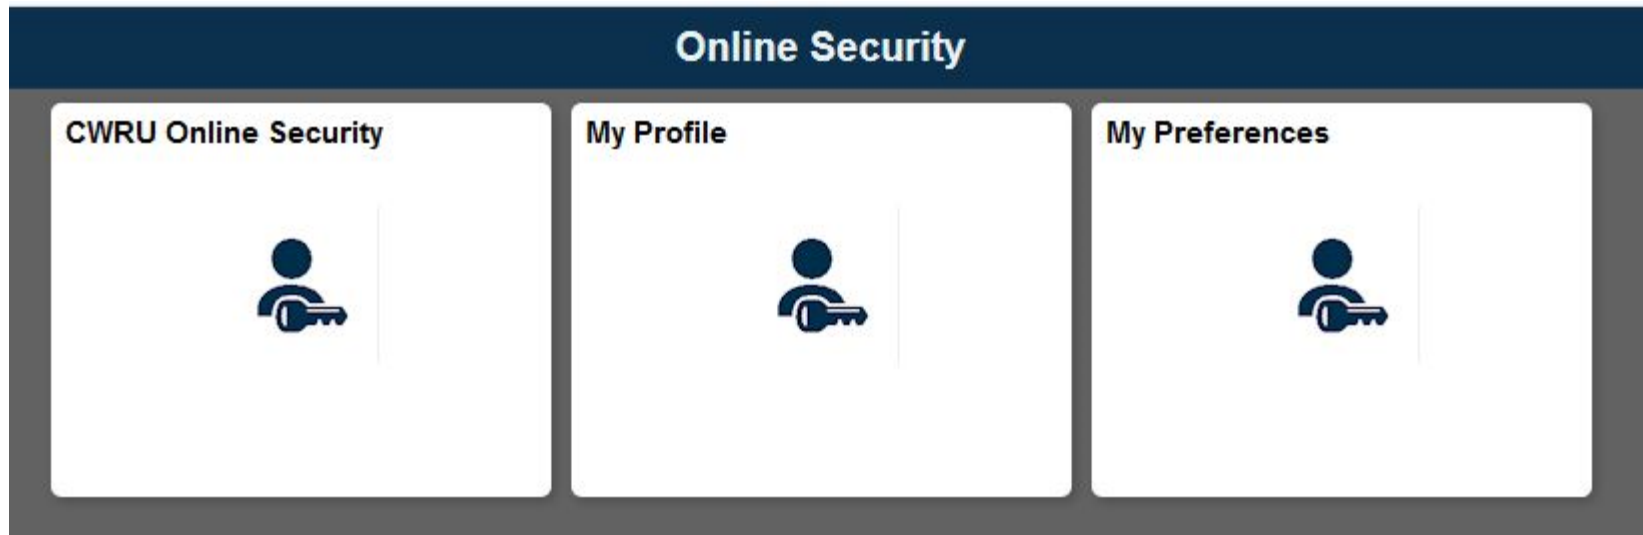 Online Security
CWRU Online Security
My Profile
My Preferences